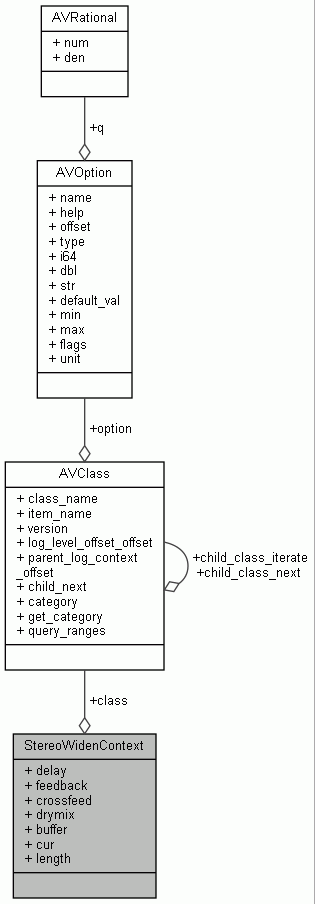 AVRational
+ num
+ den
+q
AVOption
+ name
+ help
+ offset
+ type
+ i64
+ dbl
+ str
+ default_val
+ min
+ max
+ flags
+ unit
+option
AVClass
+ class_name
+ item_name
+ version
+ log_level_offset_offset
+ parent_log_context
_offset
+ child_next
+ category
+ get_category
+ query_ranges
+child_class_iterate
+child_class_next
+class
StereoWidenContext
+ delay
+ feedback
+ crossfeed
+ drymix
+ buffer
+ cur
+ length